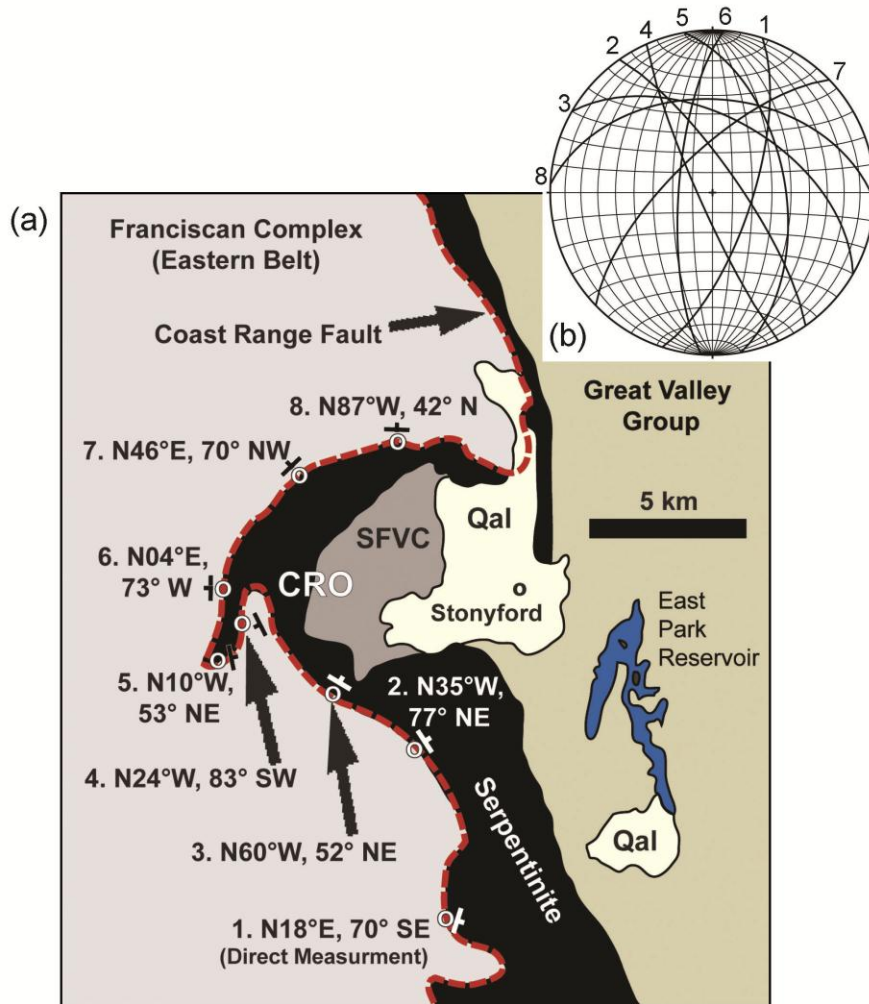 5 6 1
2 4
7
3
8
(b)
(a)
Franciscan Complex
(Eastern Belt)
Coast Range Fault
Great Valley
Group
8. N87°W, 42° N
7. N46°E, 70° NW
5 km
Qal
SFVC
6. N04°E,
73° W
CRO
Stonyford
East
Park
Reservoir
5. N10°W,
53° NE
2. N35°W,
77° NE
4. N24°W, 83° SW
Serpentinite
Qal
3. N60°W, 52° NE
1. N18°E, 70° SE
(Direct Measurment)